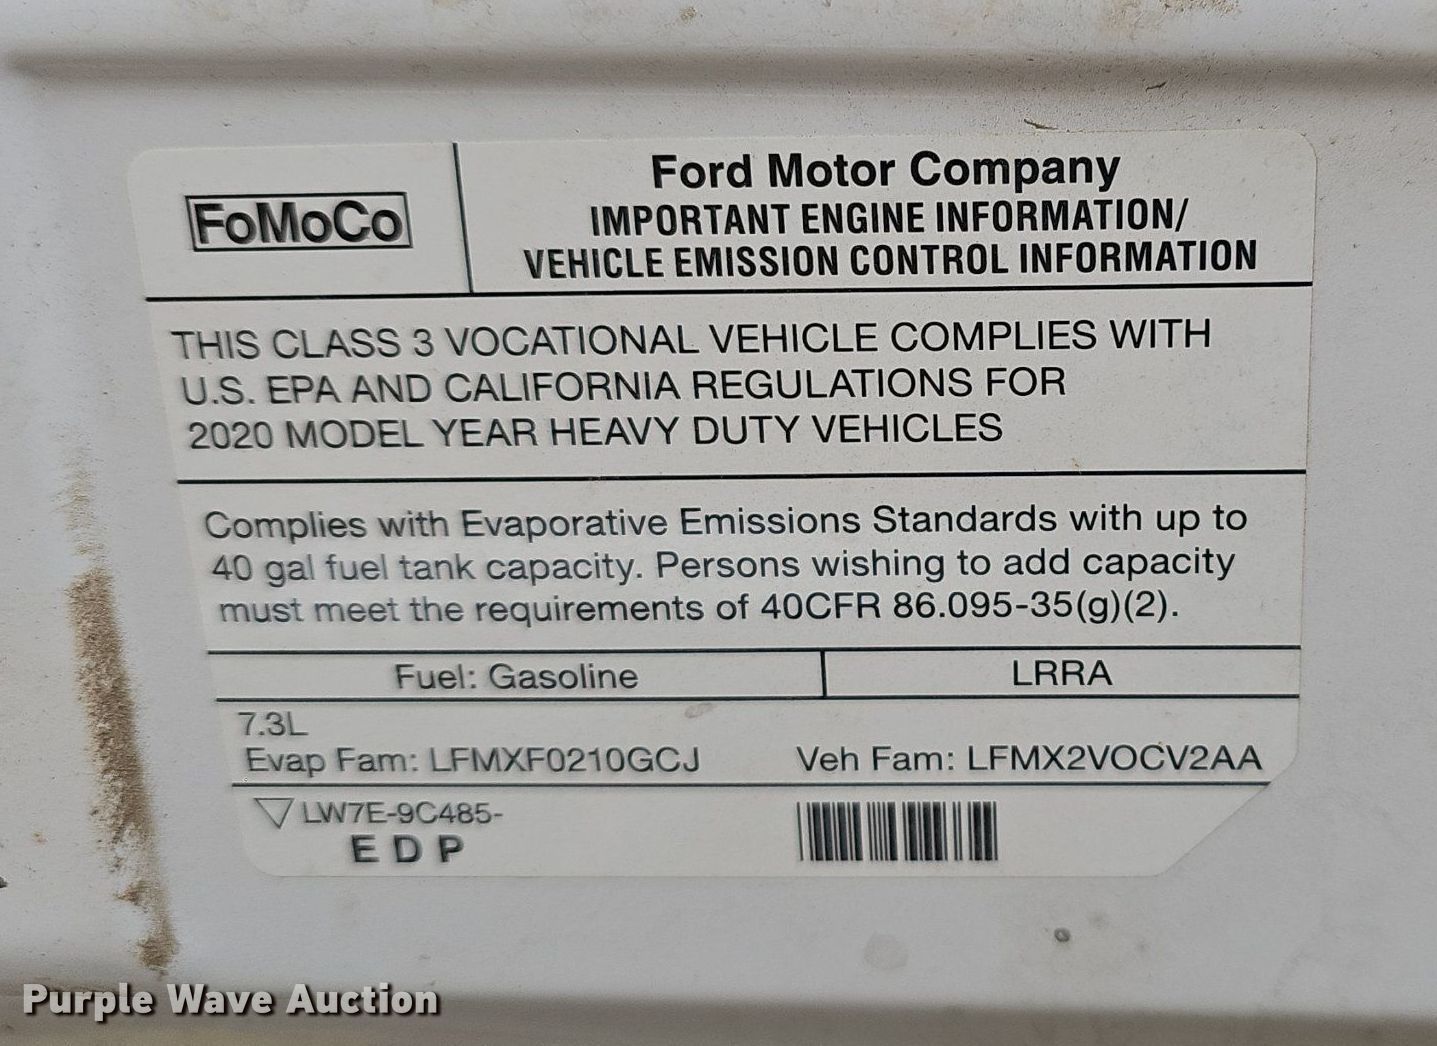 FoMoCo
Ford Motor Company
IMPORTANT ENGINE INFORMATION/
VEHICLE EMISSION CONTROL INFORMATION
THIS CLASS 3 VOCATIONAL VEHICLE COMPLIES WITH
U.S. EPA AND CALIFORNIA REGULATIONS FOR
2020 MODEL YEAR HEAVY DUTY VEHICLES
Complies with Evaporative Emissions Standards with up to
40 gal fuel tank capacity. Persons wishing to add capacity
must meet the requirements of 40CFR 86.095-35(g)(2).
Fuel: Gasoline
LRRA
7.3L
Evap Fam: LFMXF0210GCJ
Veh Fam: LFMX2VOCV2AA
LW7E-9C485-
E D P
Purple Wave Auction